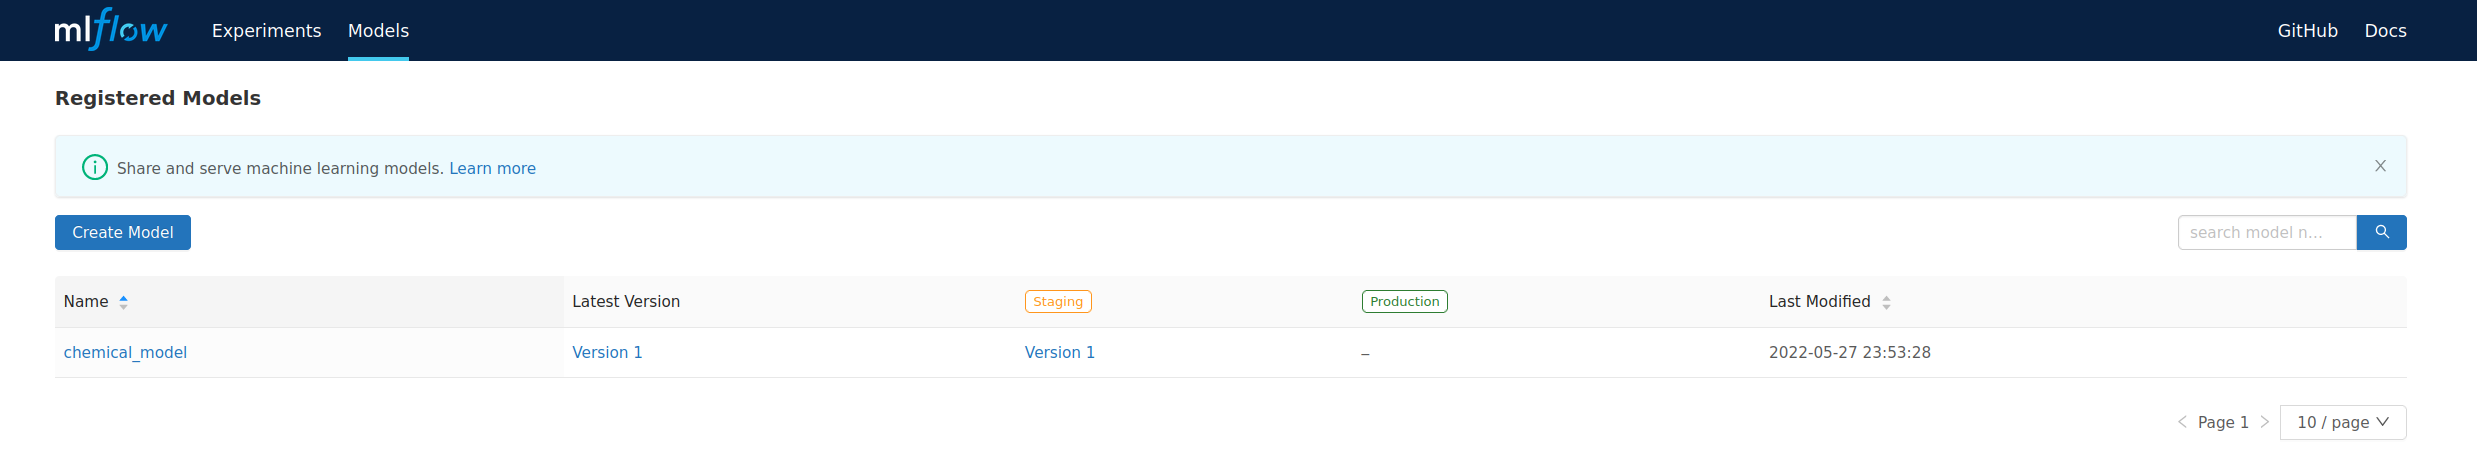 mlflow Experiments Models GitHub Docs
Registered Models
Share and serve machine learning models. Learn more
Create Model search model n...
Name Latest Version Staging Production Last Modified
chemical_model Version 1 Version 1 – 2022-05-27 23:53:28
Page 1 10 / page